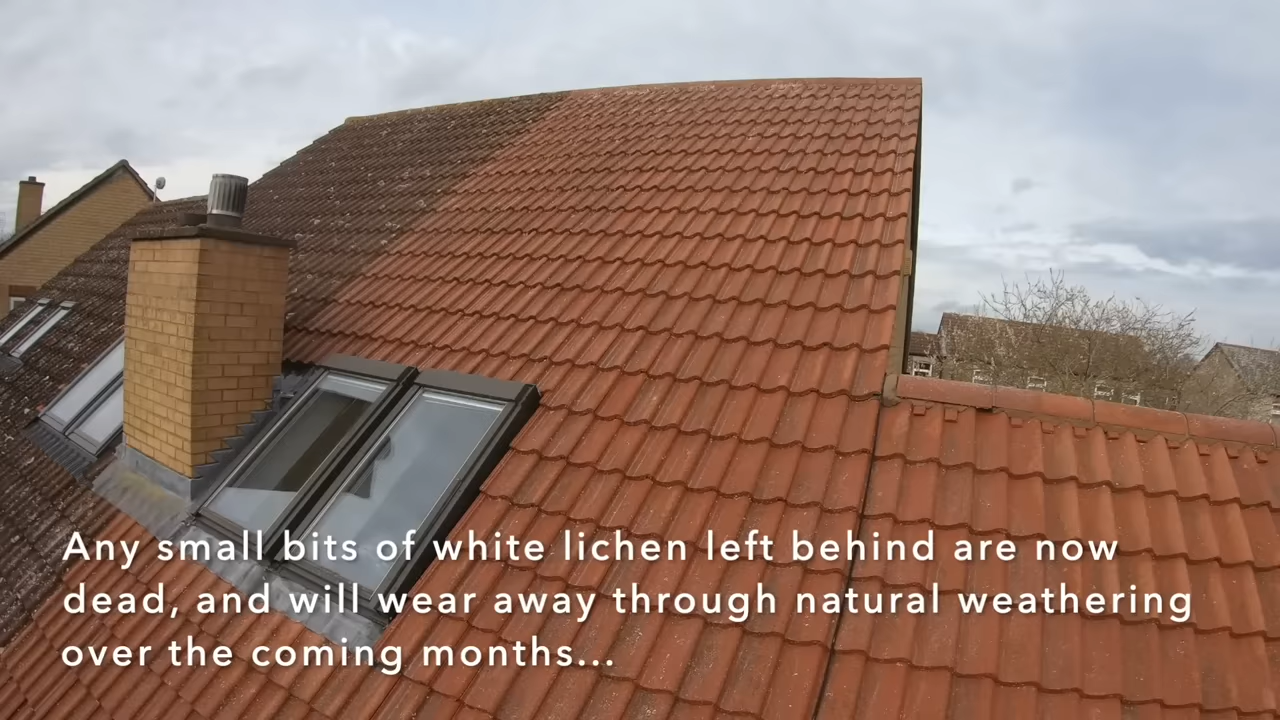 Any small bits of white lichen left behind are now
dead, and will wear away through natural weathering
over the coming months...